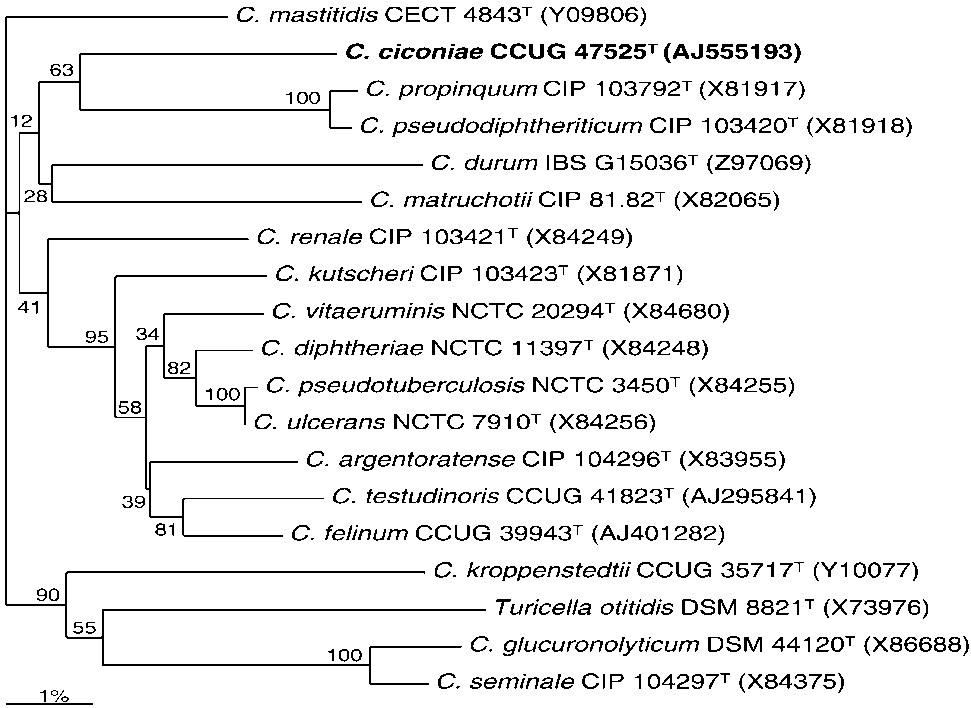 C. mastitidis CECT 4843ᵀ (Y09806)
C. ciconiae CCUG 47525ᵀ (AJ555193)
63
C. propinquum CIP 103792ᵀ (X81917)
100
12
C. pseudodiphtheriticum CIP 103420ᵀ (X81918)
C. durum IBS G15036ᵀ (Z97069)
28
C. matruchotii CIP 81.82ᵀ (X82065)
C. renale CIP 103421ᵀ (X84249)
C. kutscheri CIP 103423ᵀ (X81871)
41
C. vitaeruminis NCTC 20294ᵀ (X84680)
95
34
C. diphtheriae NCTC 11397ᵀ (X84248)
82
C. pseudotuberculosis NCTC 3450ᵀ (X84255)
100
58
C. ulcerans NCTC 7910ᵀ (X84256)
C. argentoratense CIP 104296ᵀ (X83955)
C. testudinoris CCUG 41823ᵀ (AJ295841)
39
81
C. felinum CCUG 39943ᵀ (AJ401282)
C. kroppenstedtii CCUG 35717ᵀ (Y10077)
90
Turicella otitidis DSM 8821ᵀ (X73976)
55
C. glucuronolyticum DSM 44120ᵀ (X86688)
100
C. seminale CIP 104297ᵀ (X84375)
1%